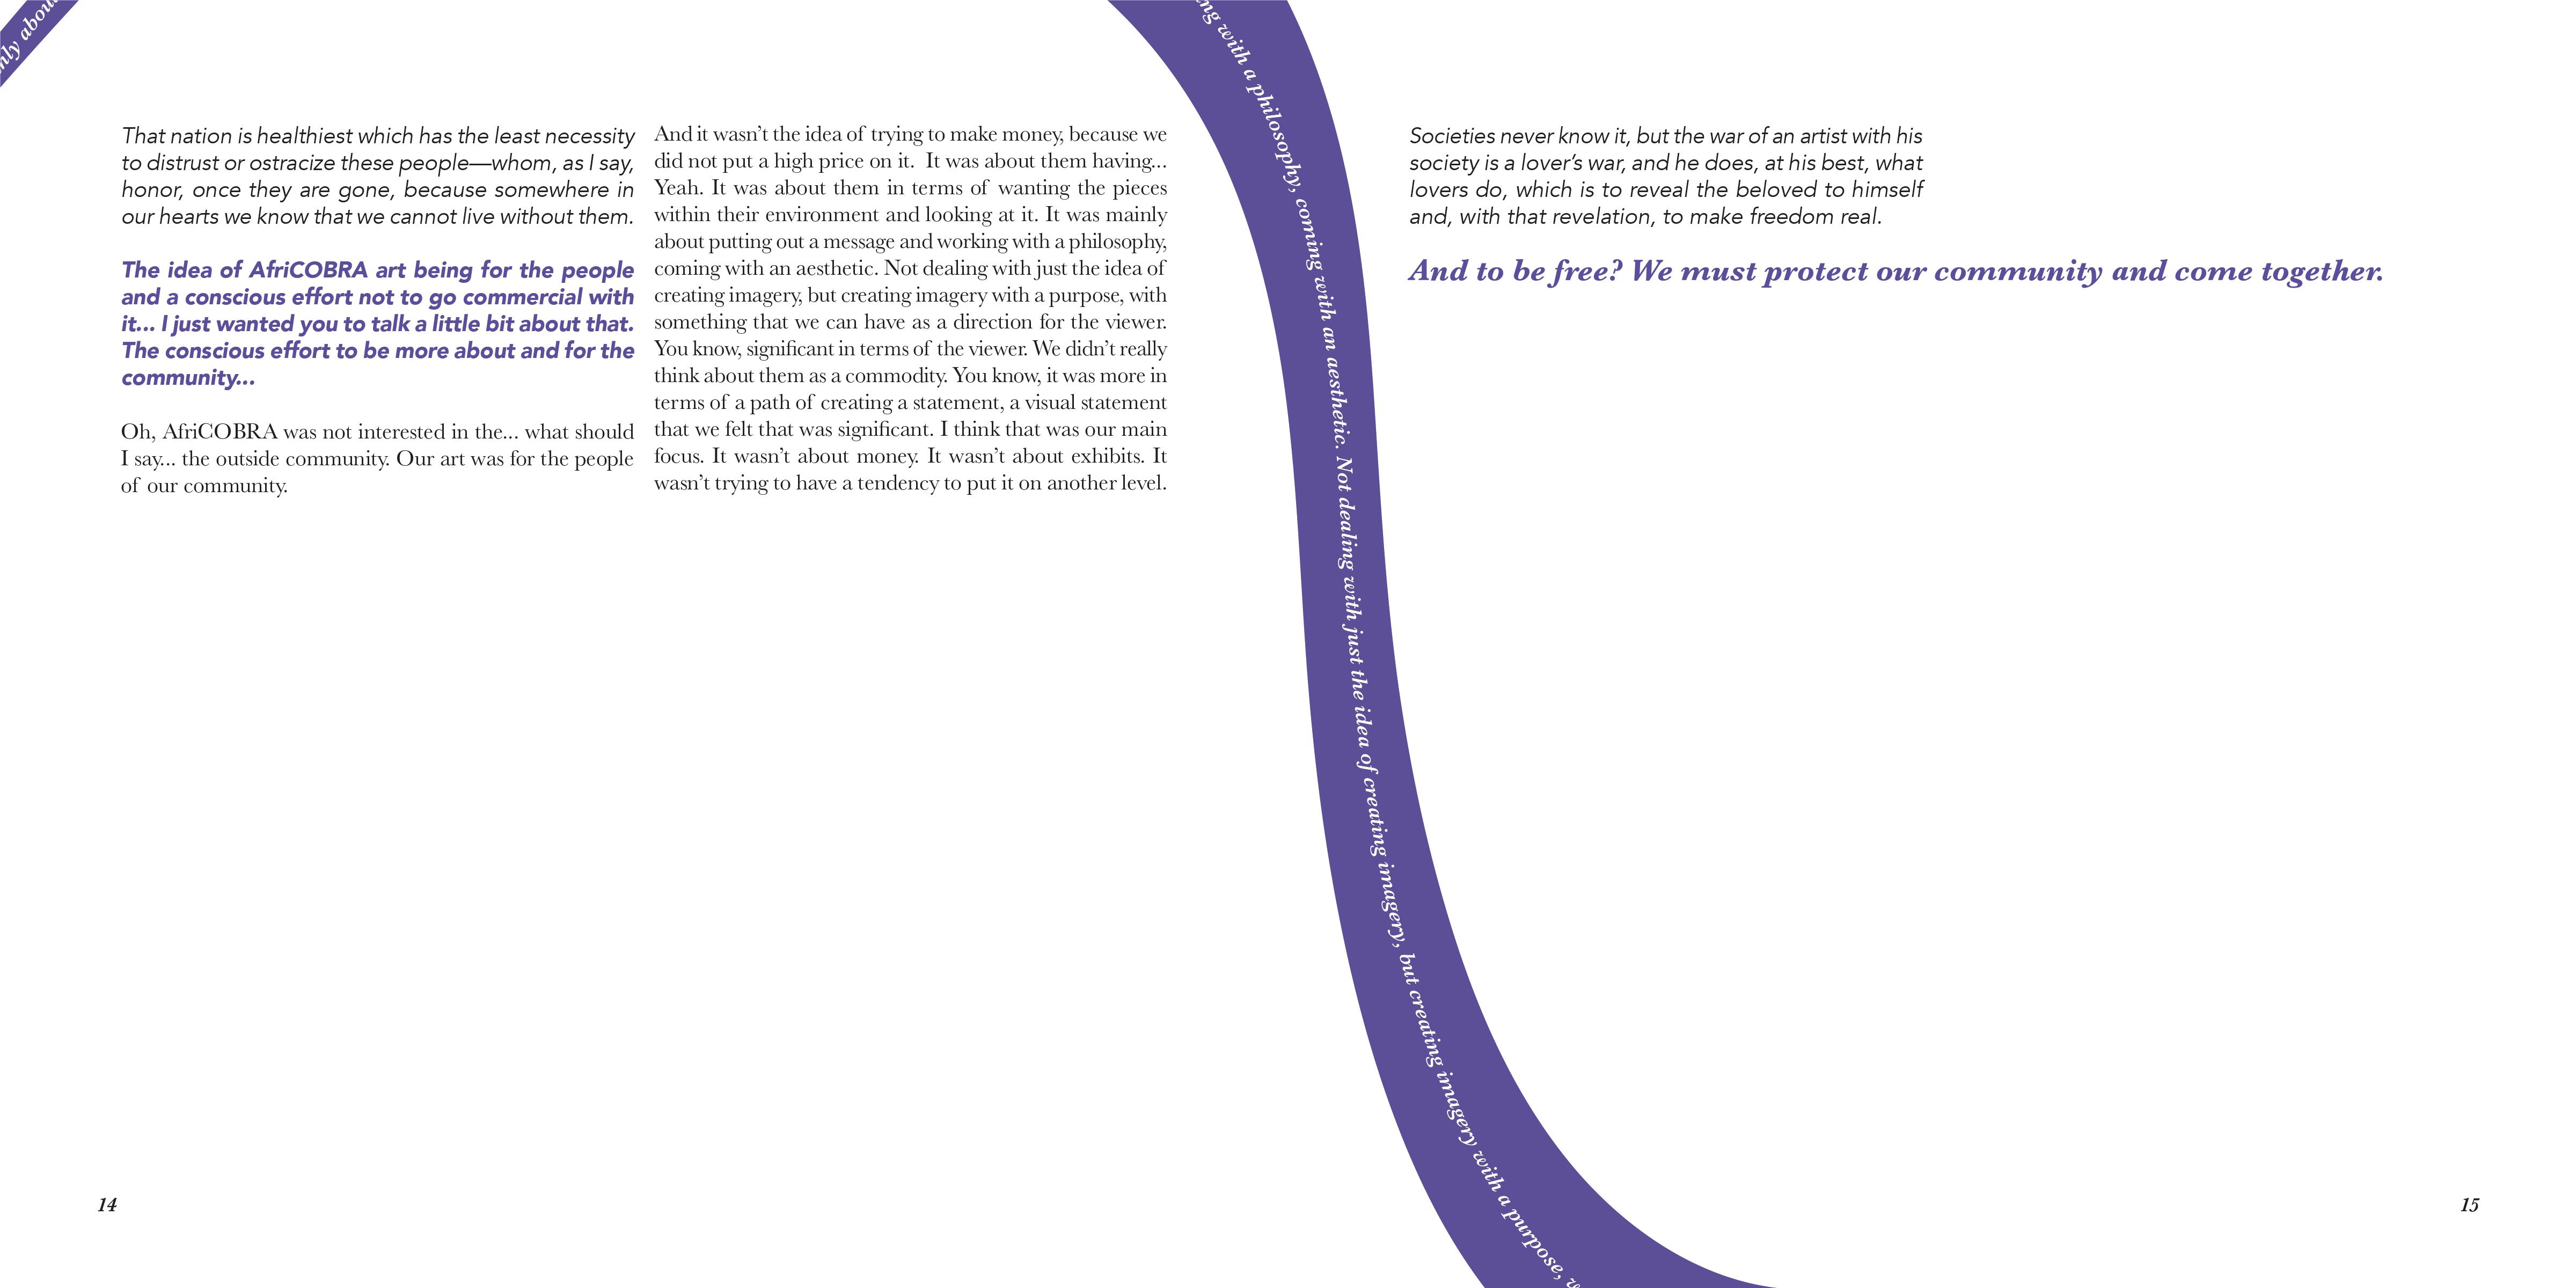 That nation is healthiest which has the least necessity
to distrust or ostracize these people—whom, as I say,
honor, once they are gone, because somewhere in
our hearts we know that we cannot live without them.
The idea of AfriCOBRA art being for the people
and a conscious effort not to go commercial with
it... I just wanted you to talk a little bit about that.
The conscious effort to be more about and for the
community...
Oh, AfriCOBRA was not interested in the... what should
I say... the outside community. Our art was for the people
of our community.
And it wasn't the idea of trying to make money, because we
did not put a high price on it. It was about them having...
Yeah. It was about them in terms of wanting the pieces
within their environment and looking at it. It was mainly
about putting out a message and working with a philosophy,
coming with an aesthetic. Not dealing with just the idea of
creating imagery, but creating imagery with a purpose, with
something that we can have as a direction for the viewer.
You know, significant in terms of the viewer. We didn't really
think about them as a commodity. You know, it was more in
terms of a path of creating a statement, a visual statement
that we felt that was significant. I think that was our main
focus. It wasn't about money. It wasn't about exhibits. It
wasn't trying to have a tendency to put it on another level.
with a philosophy, coming with an aesthetic. Not dealing with just the idea of creating imagery, but creating imagery with a purpose,
Societies never know it, but the war of an artist with his
society is a lover's war, and he does, at his best, what
lovers do, which is to reveal the beloved to himself
and, with that revelation, to make freedom real.
And to be free? We must protect our community and come together.
14
15